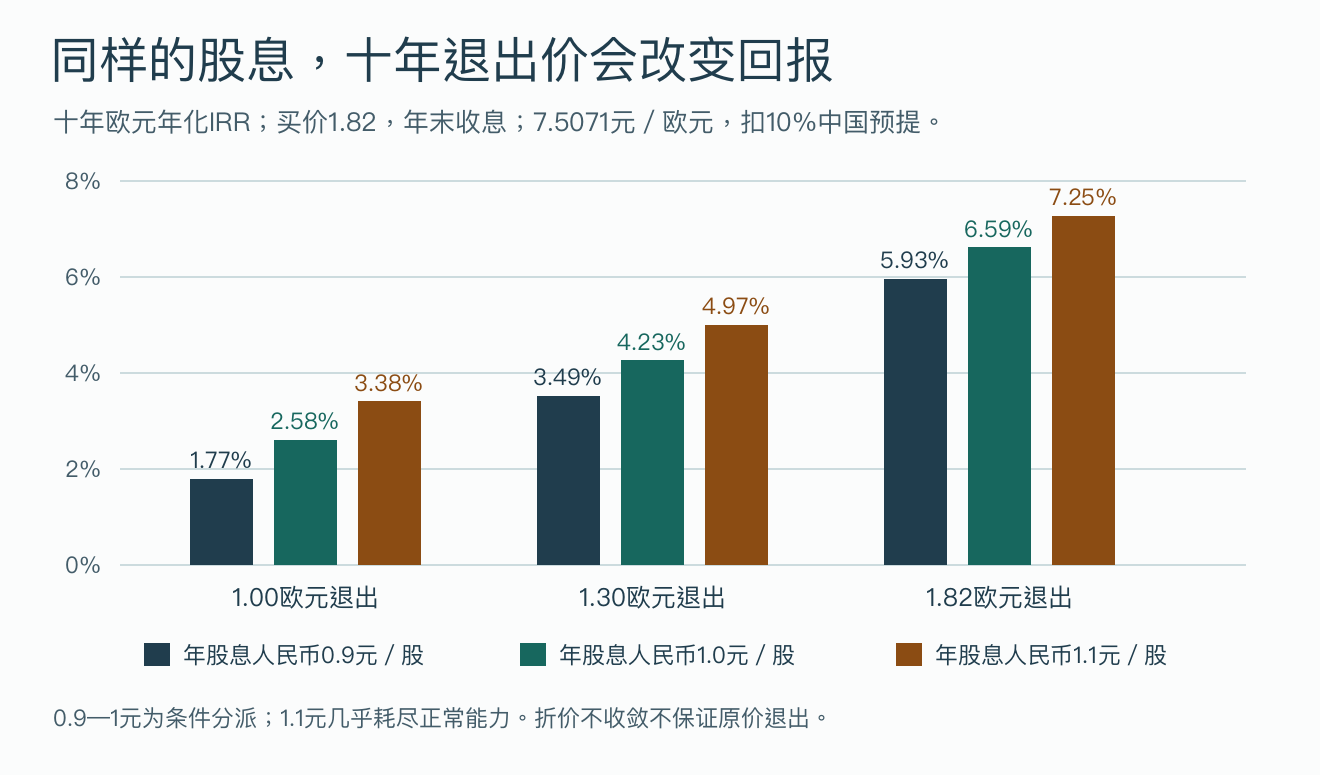 同样的股息，十年退出价会改变回报
十年欧元年化IRR；买价1.82，年末收息；7.5071元 / 欧元，扣10%中国预提。
8%
6%
4%
2%
0%
1.77%
2.58%
3.38%
3.49%
4.23%
4.97%
5.93%
6.59%
7.25%
1.00欧元退出
1.30欧元退出
1.82欧元退出
年股息人民币0.9元 / 股
年股息人民币1.0元 / 股
年股息人民币1.1元 / 股
0.9—1元为条件分派；1.1元几乎耗尽正常能力。折价不收敛不保证原价退出。